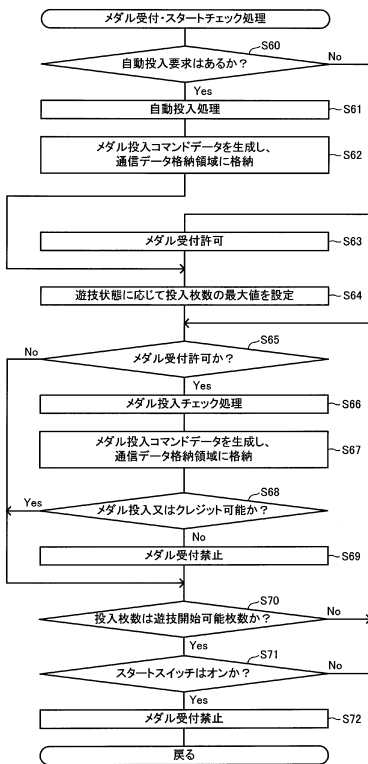 メダル受付・スタートチェック処理
S60
自動投入要求はあるか？
No
Yes
自動投入処理
S61
メダル投入コマンドデータを生成し、
通信データ格納領域に格納
S62
メダル受付許可
S63
遊技状態に応じて投入枚数の最大値を設定
S64
S65
No
メダル受付許可か？
Yes
メダル投入チェック処理
S66
メダル投入コマンドデータを生成し、
通信データ格納領域に格納
S67
S68
Yes
メダル投入又はクレジット可能か？
No
メダル受付禁止
S69
S70
投入枚数は遊技開始可能枚数か？
No
Yes
S71
スタートスイッチはオンか？
No
Yes
メダル受付禁止
S72
戻る